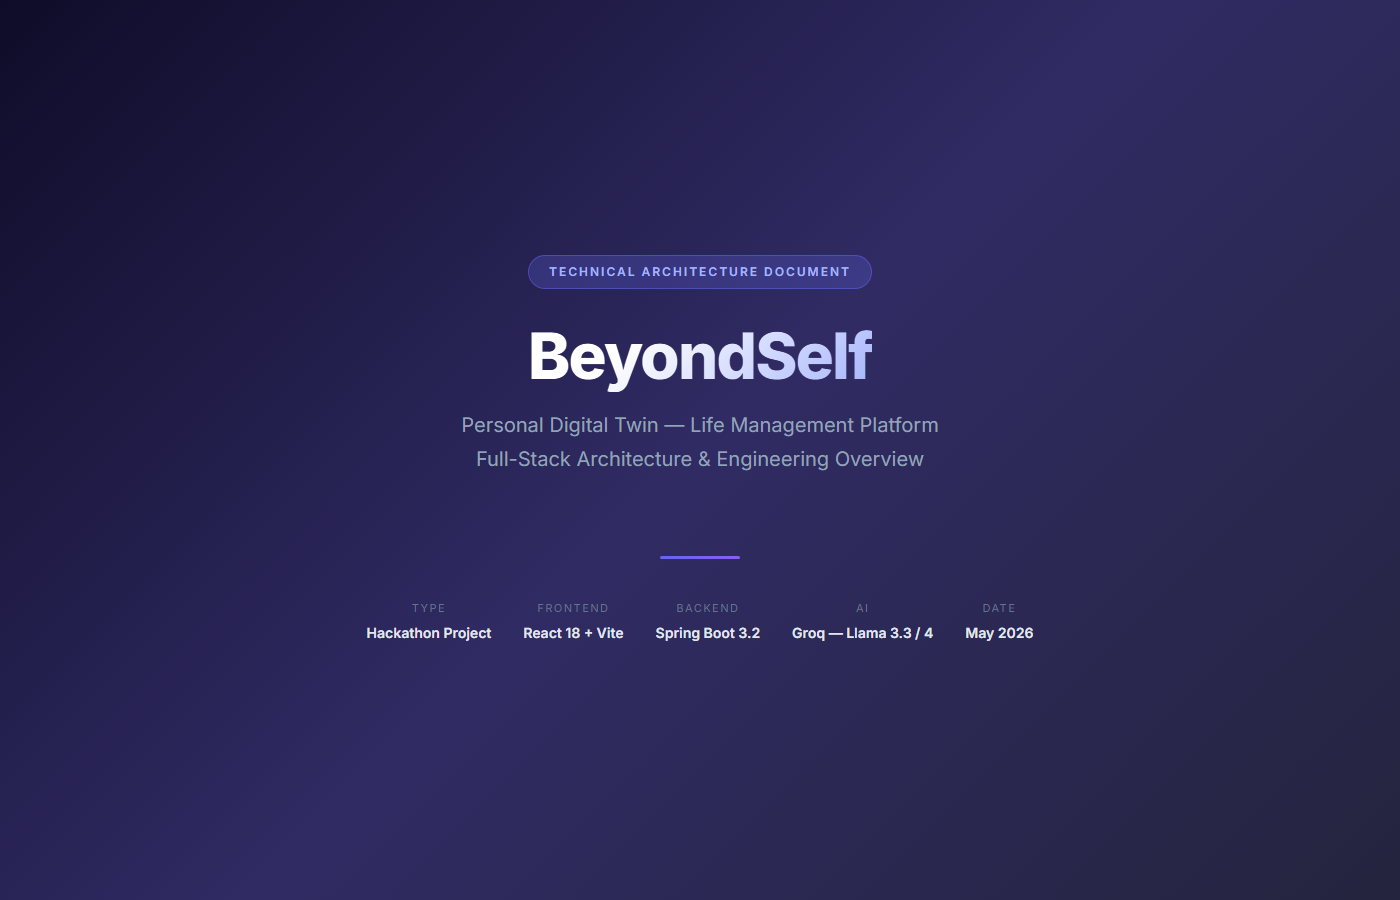 TECHNICAL ARCHITECTURE DOCUMENT
BeyondSelf
Personal Digital Twin — Life Management Platform
Full-Stack Architecture & Engineering Overview
TYPE FRONTEND BACKEND AI DATE
Hackathon Project React 18 + Vite Spring Boot 3.2 Groq — Llama 3.3 / 4 May 2026